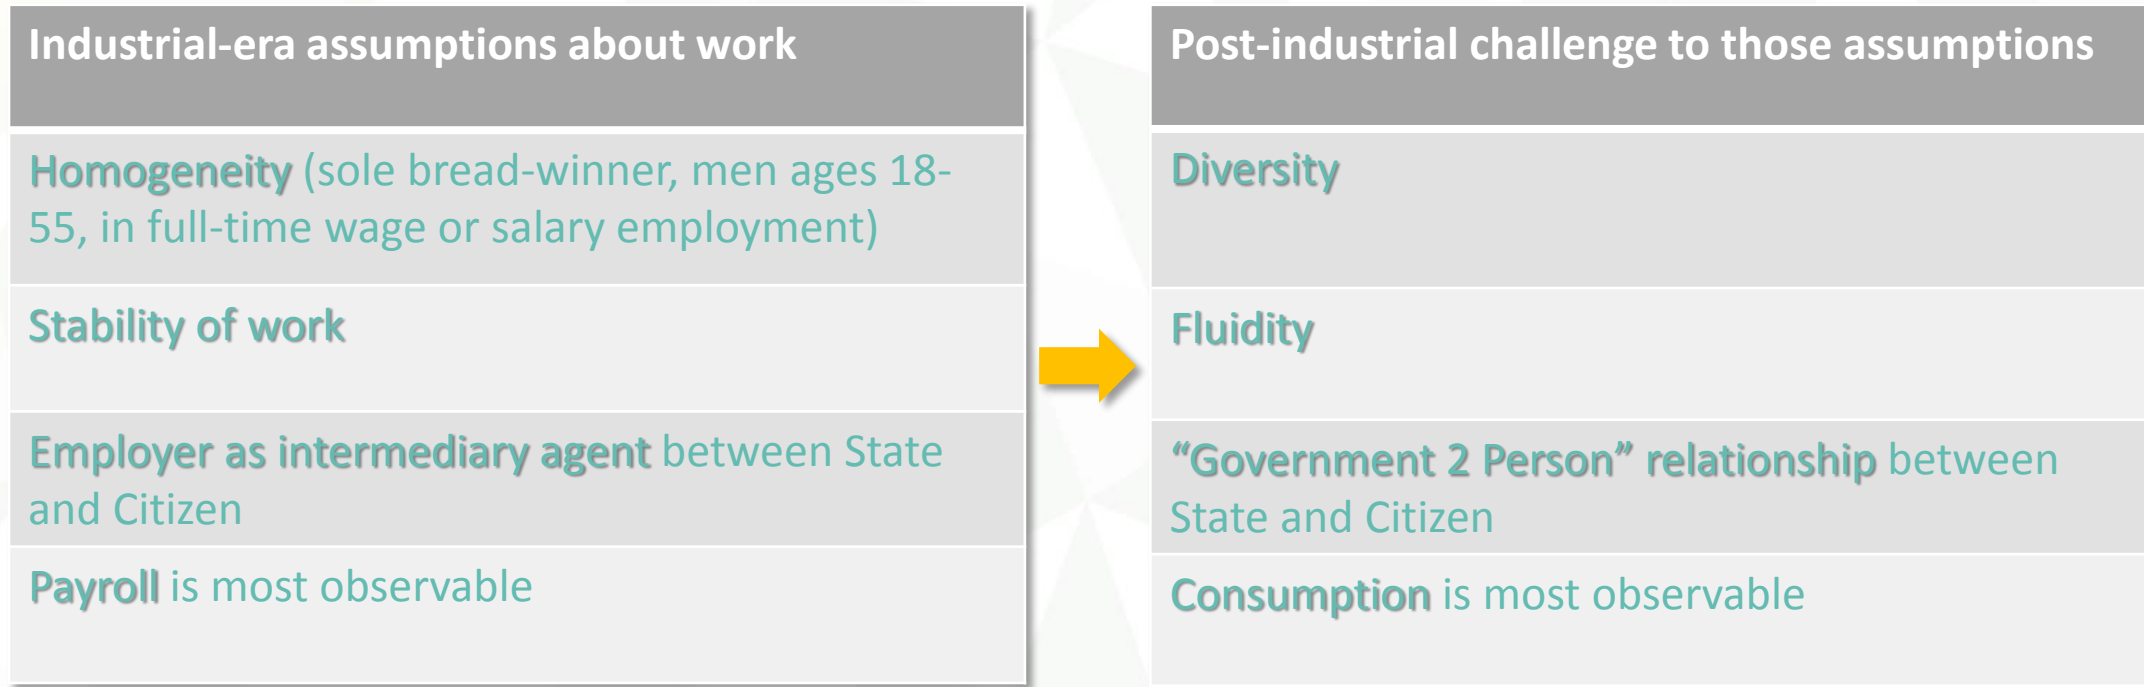 Industrial-era assumptions about work
Homogeneity (sole bread-winner, men ages 18-
55, in full-time wage or salary employment)
Stability of work
Employer as intermediary agent between State
and Citizen
Payroll is most observable
Post-industrial challenge to those assumptions
Diversity
Fluidity
“Government 2 Person” relationship between
State and Citizen
Consumption is most observable